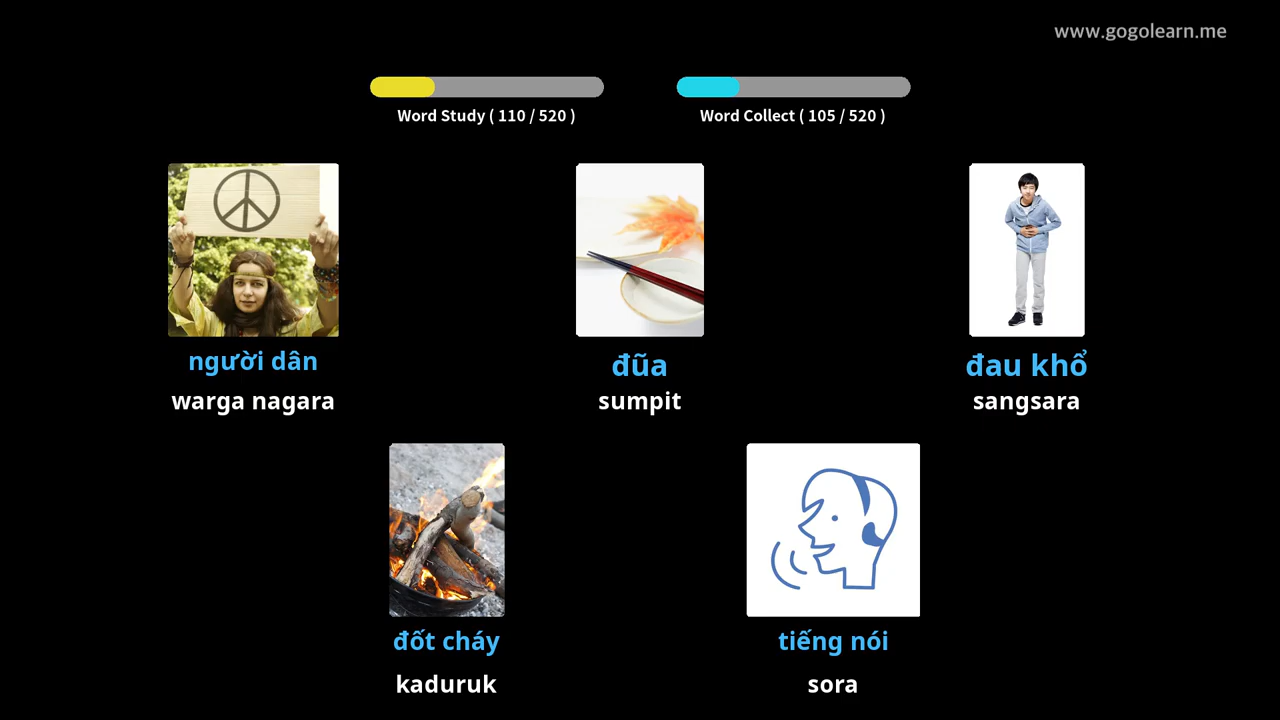 www.gogolearn.me
Word Study ( 110 / 520 )
Word Collect ( 105 / 520 )
người dân
đũa
đau khổ
warga nagara
sumpit
sangsara
đốt cháy
tiếng nói
kaduruk
sora